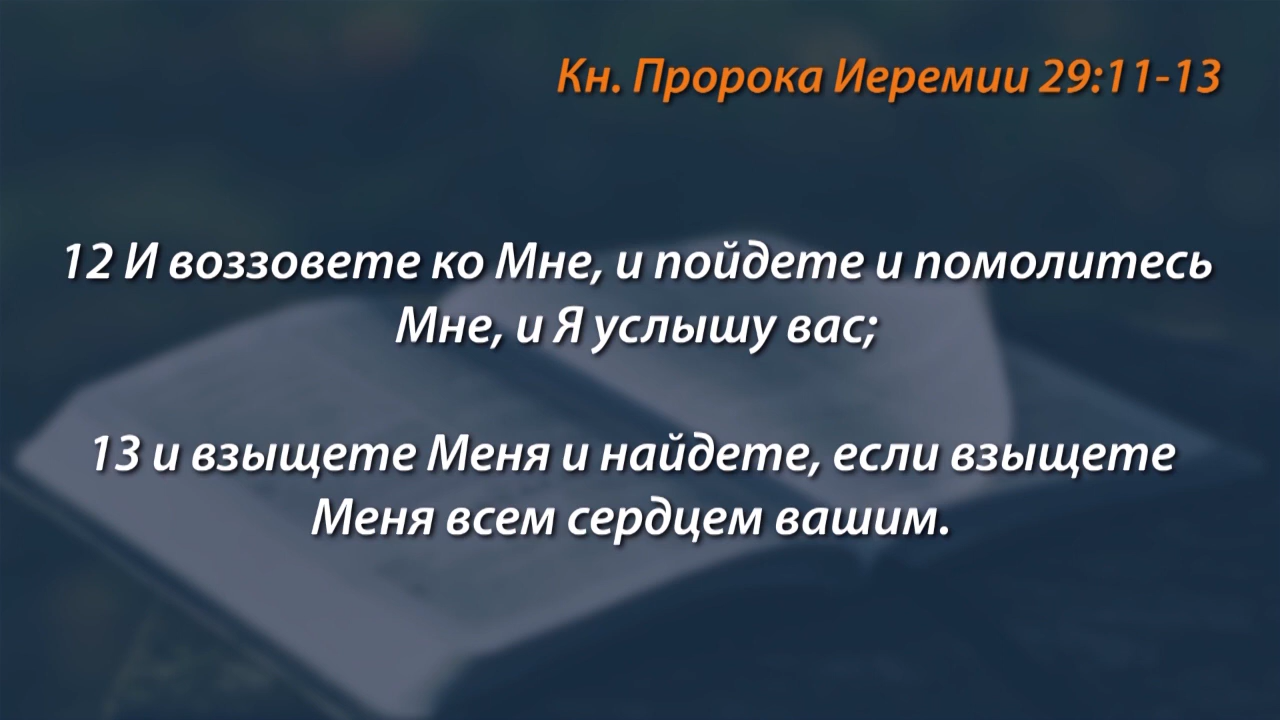 Кн. Пророка Иеремии 29:11-13
12 И воззовете ко Мне, и пойдете и помолитесь
Мне, и Я услышу вас;
13 и взыщете Меня и найдете, если взыщете
Меня всем сердцем вашим.